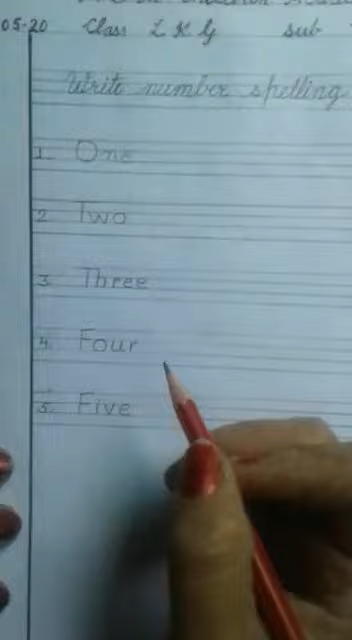 05-20 Class L K G Sub
Write number spelling
1. One
2. Two
3. Three
4. Four
5. Five